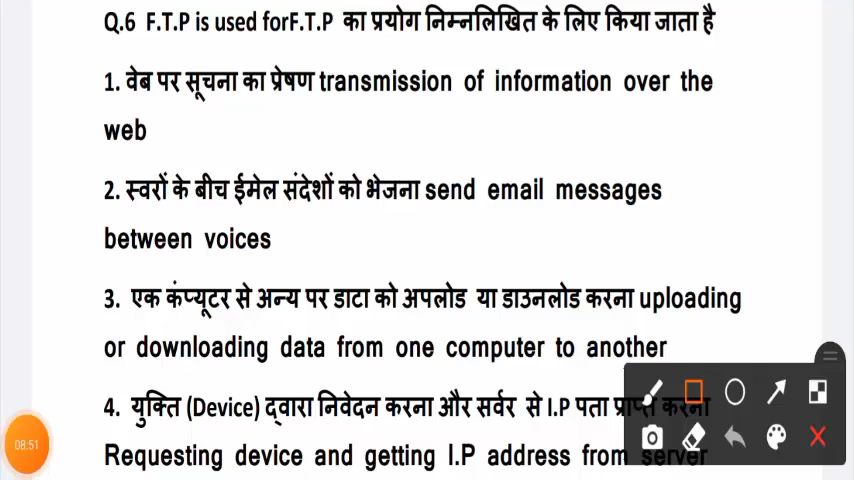 Q.6 F.T.P is used forF.T.P का प्रयोग निम्नलिखित के लिए किया जाता है
1. वेब पर सूचना का प्रेषण transmission of information over the
web
2. स्वरों के बीच ईमेल संदेशों को भेजना send email messages
between voices
3. एक कंप्यूटर से अन्य पर डाटा को अपलोड या डाउनलोड करना uploading
or downloading data from one computer to another
4. युक्ति (Device) द्वारा निवेदन करना और सर्वर से I.P पता प्राप्त करना
Requesting device and getting I.P address from server
08:51